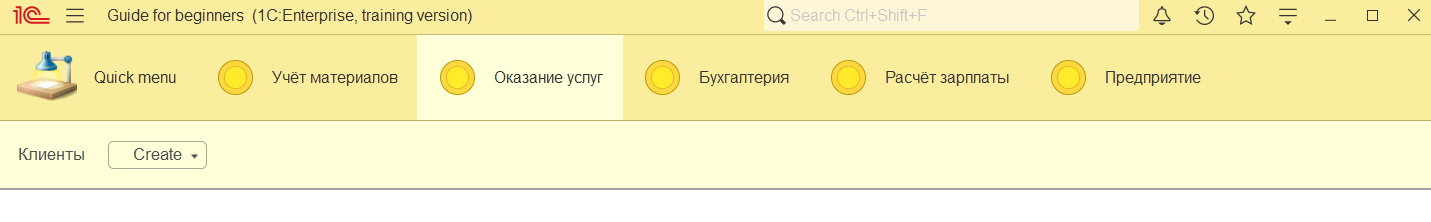 1С Guide for beginners (1C:Enterprise, training version) Search Ctrl+Shift+F
Quick menu Учёт материалов Оказание услуг Бухгалтерия Расчёт зарплаты Предприятие
Клиенты Create